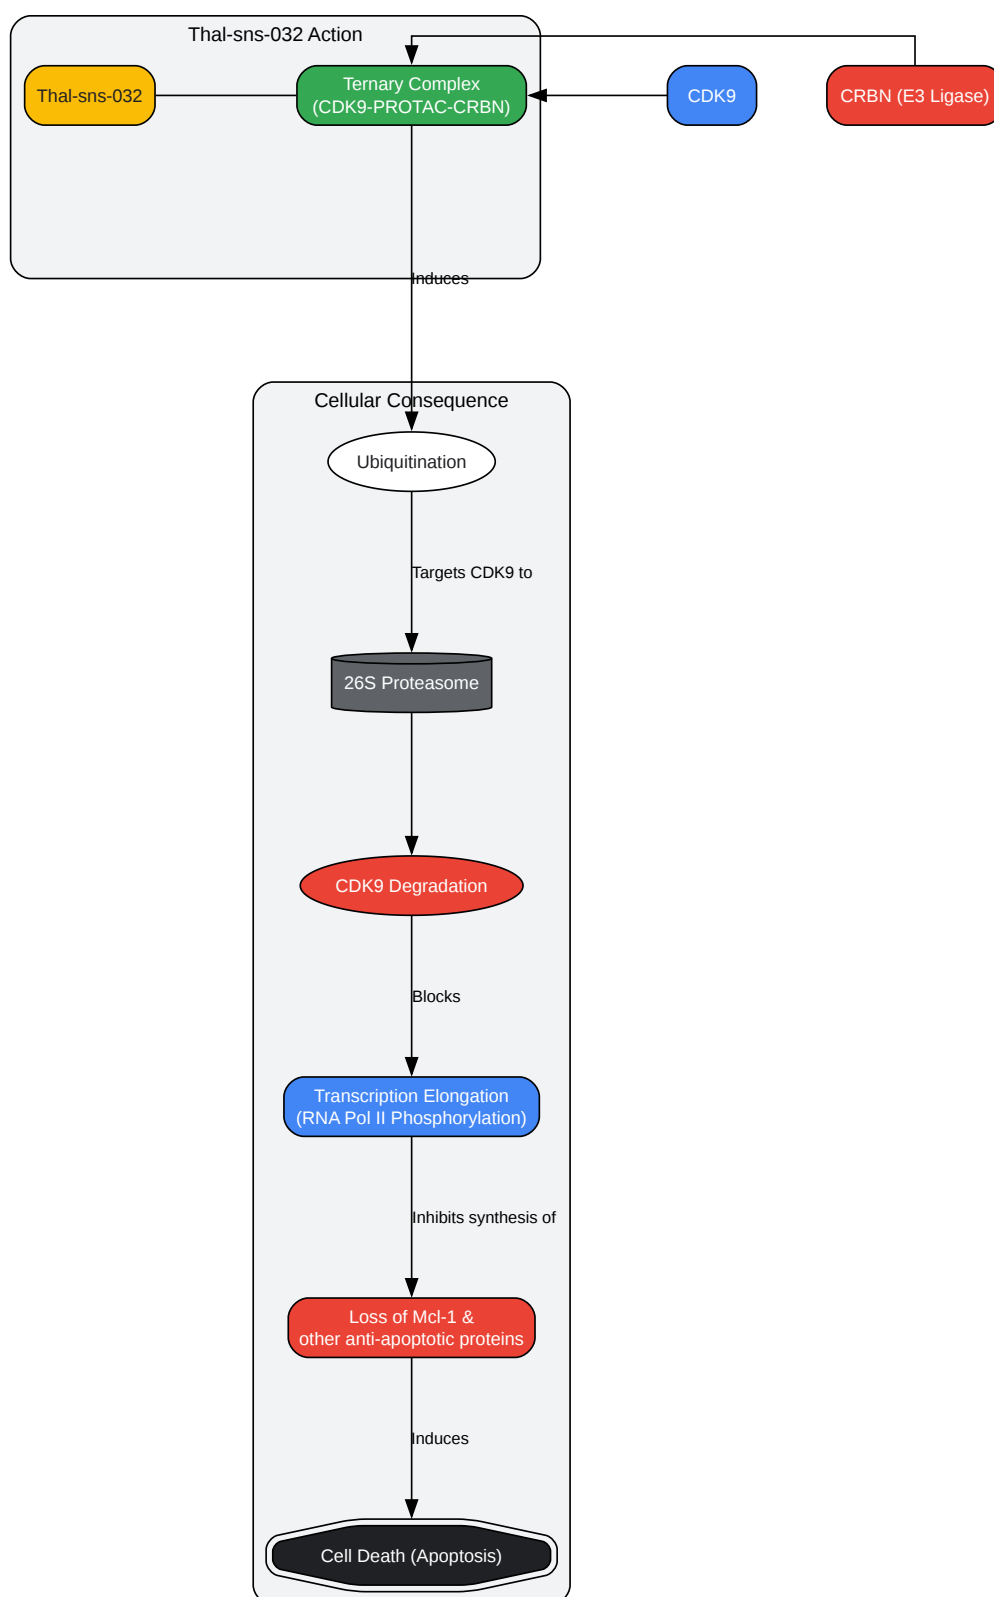 Thal-sns-032 Action
Thal-sns-032
Ternary Complex
(CDK9-PROTAC-CRBN)
CDK9
CRBN (E3 Ligase)
Induces
Cellular Consequence
Ubiquitination
Targets CDK9 to
26S Proteasome
CDK9 Degradation
Blocks
Transcription Elongation
(RNA Pol II Phosphorylation)
Inhibits synthesis of
Loss of Mcl-1 &
other anti-apoptotic proteins
Induces
Cell Death (Apoptosis)